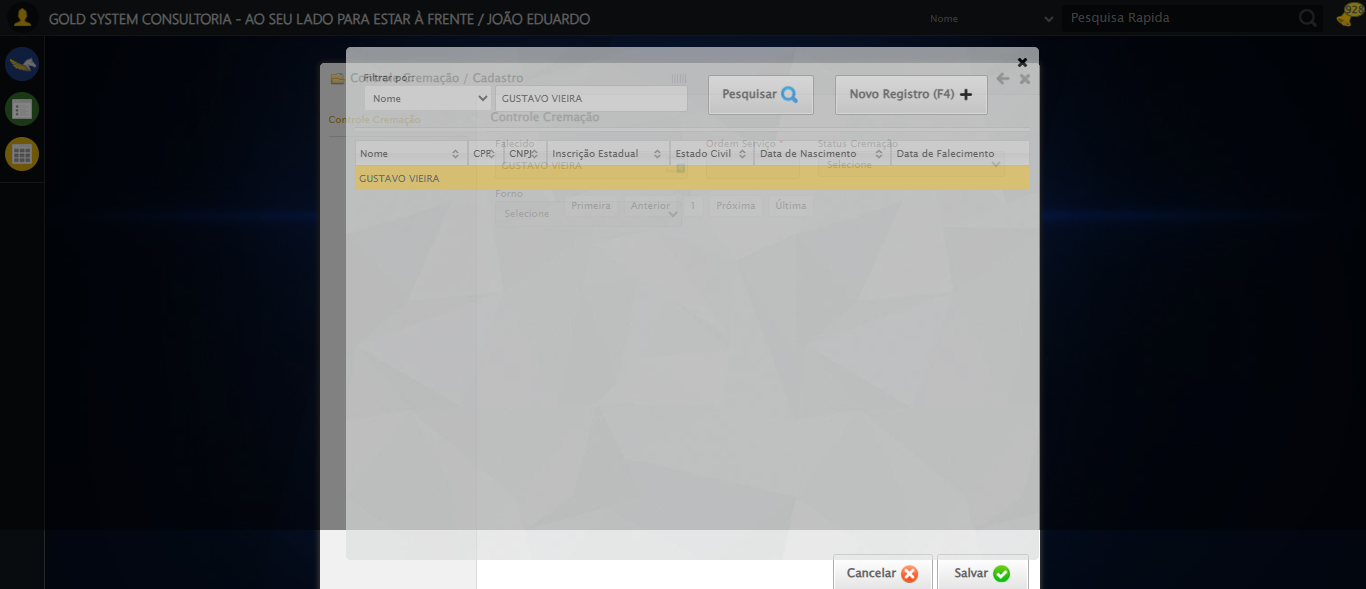 GOLD SYSTEM CONSULTORIA - AO SEU LADO PARA ESTAR À FRENTE / JOÃO EDUARDO
Nome
Pesquisa Rapida
928
Controle Cremação / Cadastro
Filtrar por:
Nome
GUSTAVO VIEIRA
Pesquisar
Novo Registro (F4)
Controle Cremação
Controle Cremação
Falecido
Ordem Serviço *
Status Cremação
Nome
CPF
CNPJ
Inscrição Estadual
Estado Civil
Data de Nascimento
Data de Falecimento
GUSTAVO VIEIRA
Selecione
GUSTAVO VIEIRA
Forno
Selecione
Primeira
Anterior
1
Próxima
Última
Cancelar
Salvar